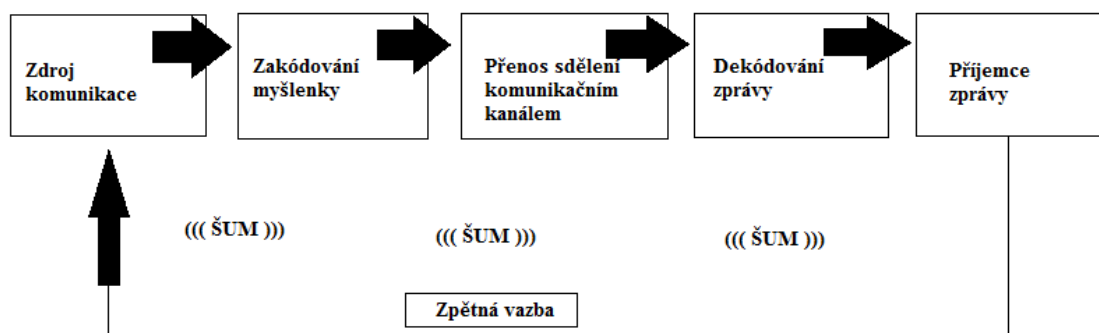 Zdroj
komunikace
Zakódování
myšlenky
Přenos sdělení
komunikačním
kanálem
Dekódování
zprávy
Příjemce
zprávy
((( ŠUM )))
((( ŠUM )))
((( ŠUM )))
Zpětná vazba